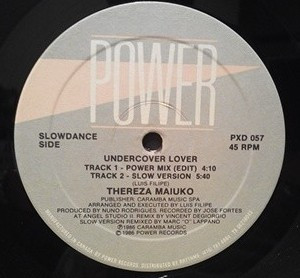 POWER
SLOWDANCE
SIDE
PXD 057
45 RPM
UNDERCOVER LOVER
TRACK 1 - POWER MIX (EDIT) 4:10
TRACK 2 - SLOW VERSION 5:40
(LUIS-FILIPE)
THEREZA MAIUKO
PUBLISHER: CARAMBA MUSIC SPA
ARRANGED AND EXECUTED BY LUIS FILIPE
PRODUCED BY NUNO RODRIGUES. RECORDED BY JOSE FORTES
AT ANGEL STUDIO II. REMIX BY VINCENT DEGIORGIO
SLOW VERSION REMIXED BY MARC "O" LAPPANO
℗ 1986 CARAMBA MUSIC
© 1986 POWER RECORDS